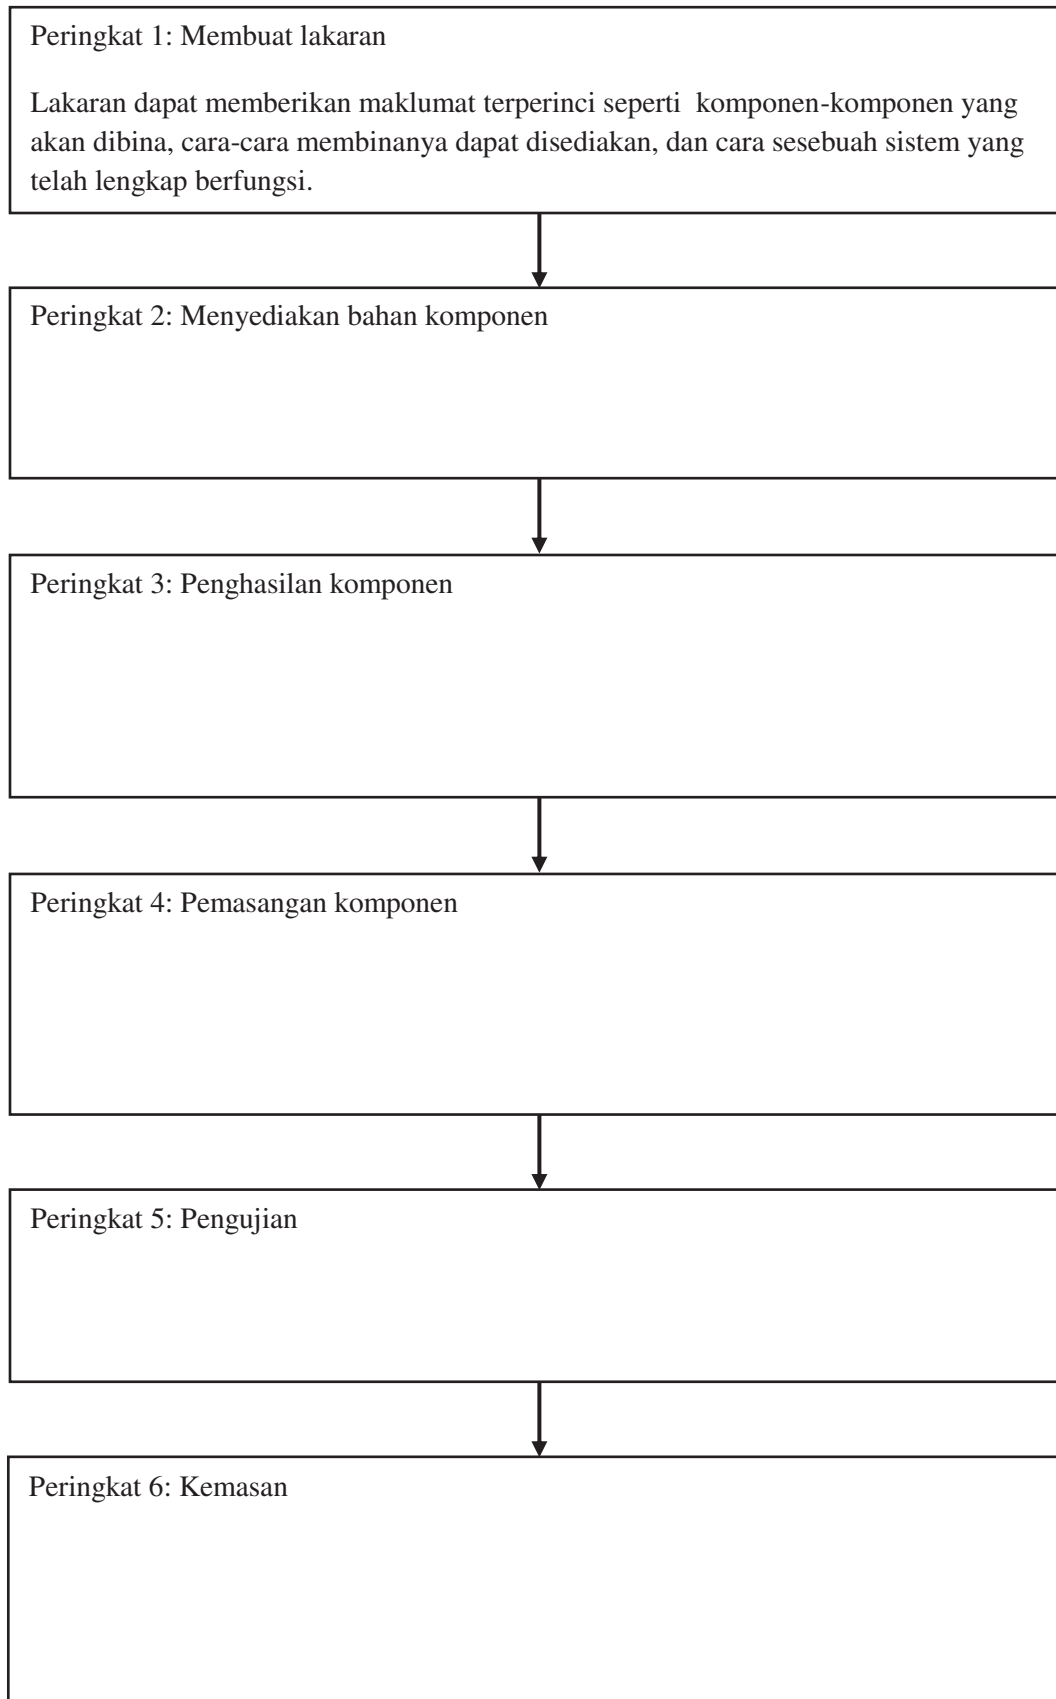 Peringkat 1: Membuat lakaran
Lakaran dapat memberikan maklumat terperinci seperti  komponen-komponen yang
akan dibina, cara-cara membinanya dapat disediakan, dan cara sesebuah sistem yang
telah lengkap berfungsi.
Peringkat 2: Menyediakan bahan komponen
Peringkat 3: Penghasilan komponen
Peringkat 4: Pemasangan komponen
Peringkat 5: Pengujian
Peringkat 6: Kemasan